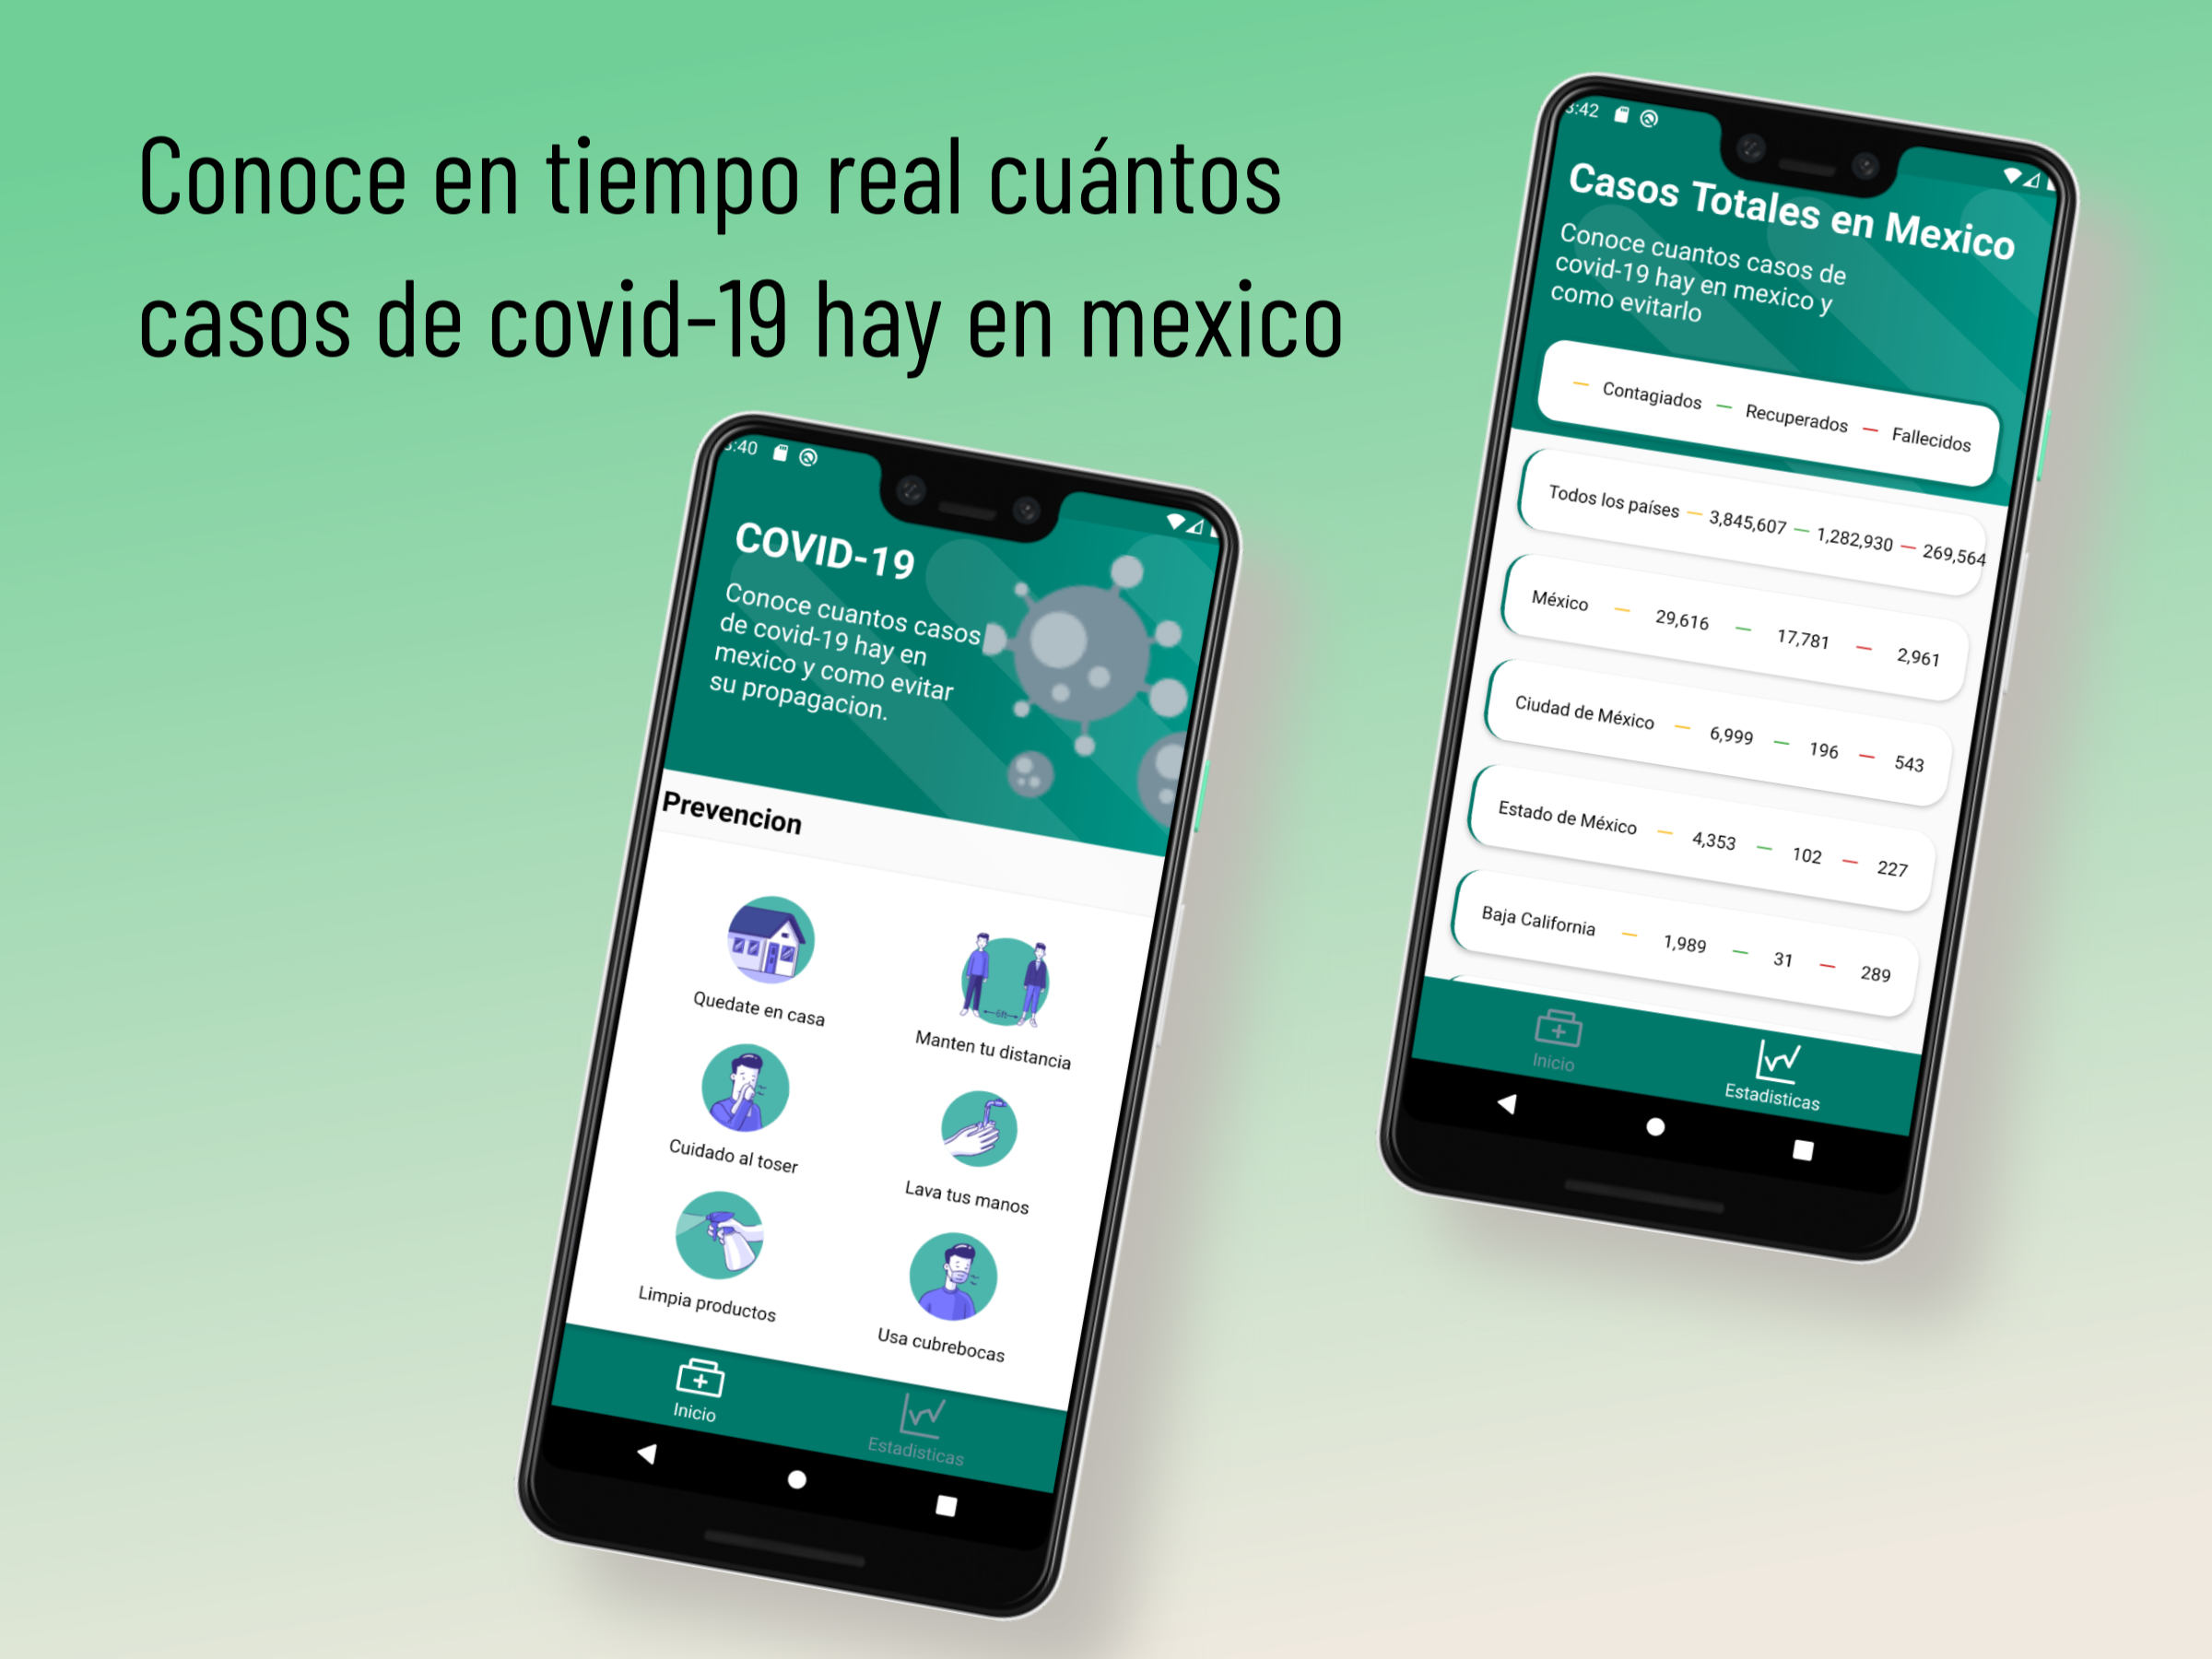 Conoce en tiempo real cuántos
casos de covid-19 hay en mexico
:40
COVID-19
Conoce cuantos casos
de covid-19 hay en
mexico y como evitar
su propagacion.
Prevencion
Quedate en casa
Manten tu distancia
6ft
Cuidado al toser
Lava tus manos
Limpia productos
Usa cubrebocas
Inicio
Estadisticas
:42
Casos Totales en Mexico
Conoce cuantos casos de
covid-19 hay en mexico y
como evitarlo
Contagiados Recuperados Fallecidos
Todos los países 3,845,607 1,282,930 269,564
México 29,616 17,781 2,961
Ciudad de México 6,999 196 543
Estado de México 4,353 102 227
Baja California 1,989 31 289
Inicio
Estadisticas